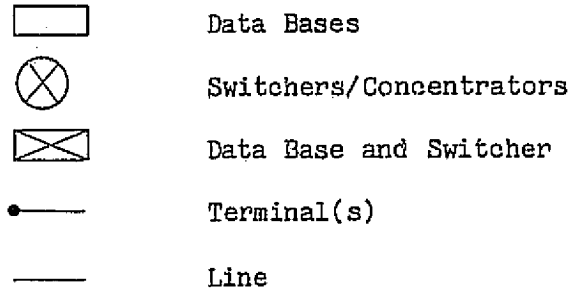 Data Bases
Switchers/Concentrators
Data Base and Switcher
Terminal(s)
Line